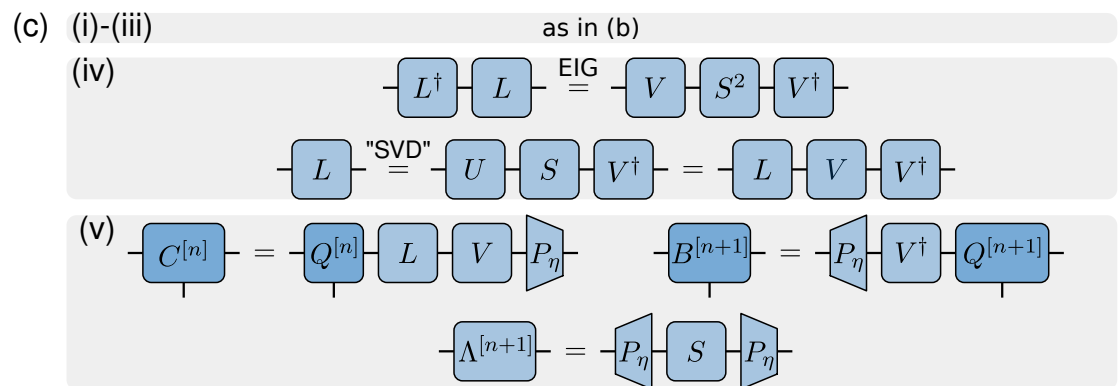 (c) (i)-(iii) as in (b)
(iv)
L† L EIG = V S² V†
L "SVD" = U S V† = L V V†
(v)
C^[n] = Q^[n] L V P_η B^[n+1] = P_η V† Q^[n+1]
Λ^[n+1] = P_η S P_η